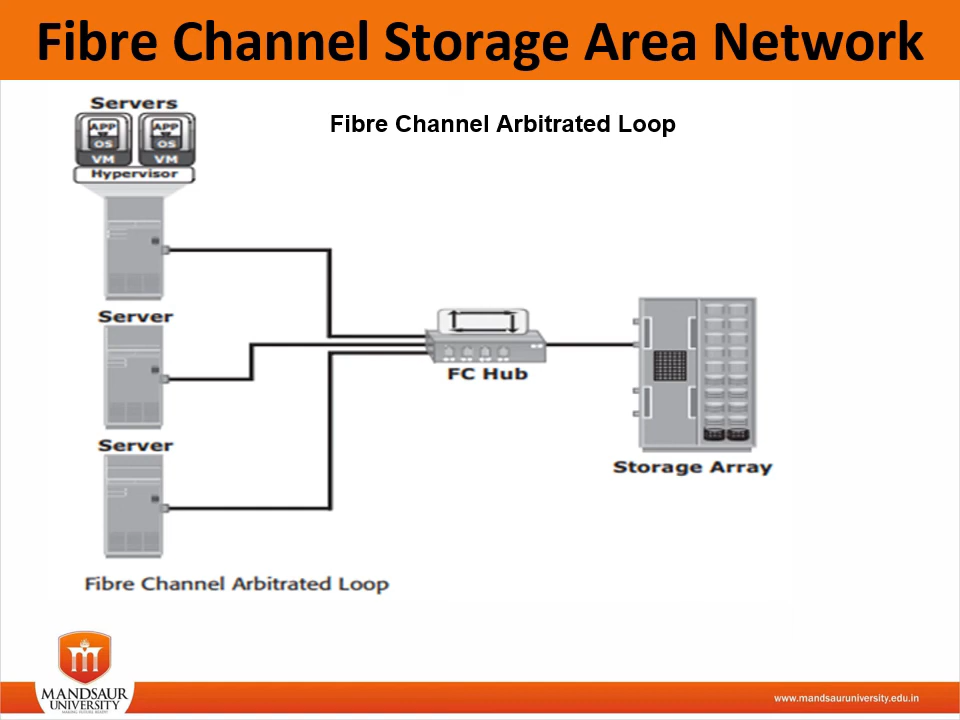 Fibre Channel Storage Area Network
Servers
Fibre Channel Arbitrated Loop
APP APP
OS OS
VM VM
Hypervisor
Server
FC Hub
Server
Storage Array
Fibre Channel Arbitrated Loop
MANDSAUR
UNIVERSITY
www.mandsauruniversity.edu.in